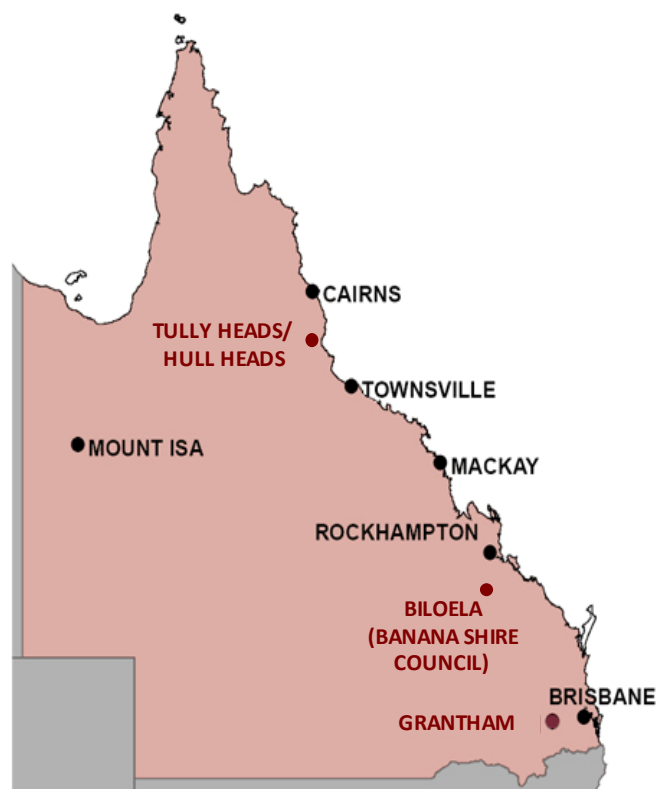 CAIRNS
TULLY HEADS/
HULL HEADS
TOWNSVILLE
MOUNT ISA
MACKAY
ROCKHAMPTON
BILOELA
(BANANA SHIRE
COUNCIL)
BRISBANE
GRANTHAM